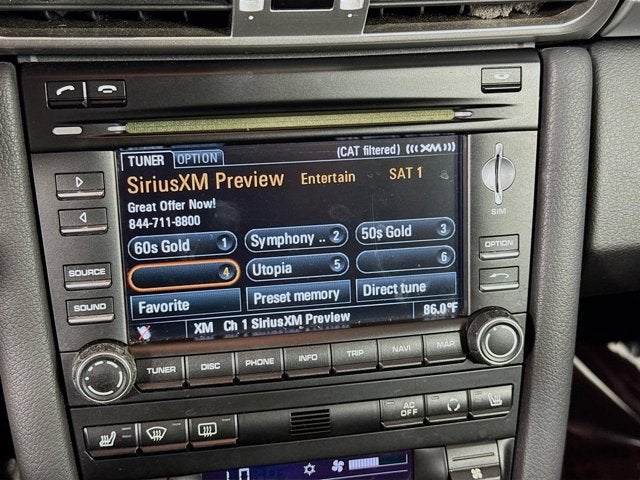 TUNER OPTION (CAT filtered) ((( XM )))
SiriusXM Preview Entertain SAT 1
Great Offer Now!
844-711-8800
60s Gold 1 Symphony .. 2 50s Gold 3
4 Utopia 5 6
Favorite Preset memory Direct tune
XM Ch 1 SiriusXM Preview 86.0°F
SIM
OPTION
SOURCE
SOUND
TUNER DISC PHONE INFO TRIP NAVI MAP
AC OFF